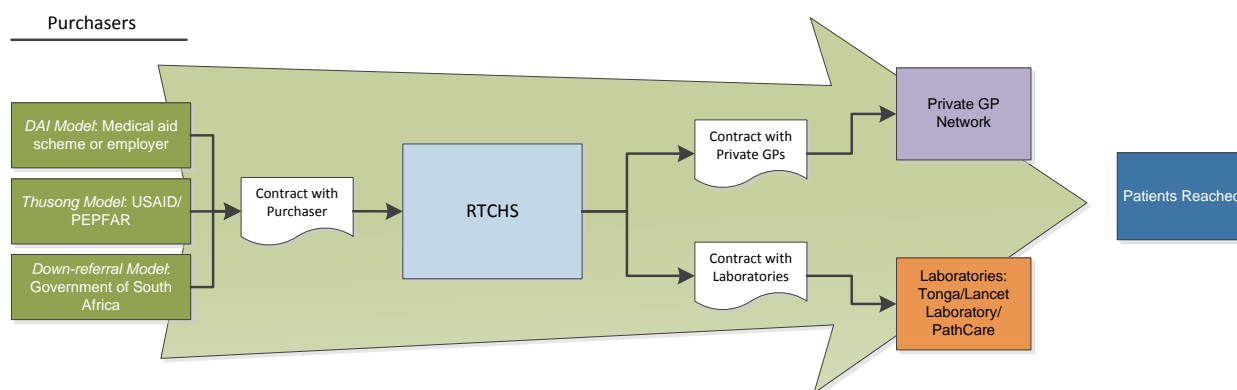 Purchasers
DAI Model: Medical aid
scheme or employer
Thusong Model: USAID/
PEPFAR
Down-referral Model:
Government of South
Africa
Contract with
Purchaser
RTCHS
Contract with
Private GPs
Contract with
Laboratories
Private GP
Network
Laboratories:
Tonga/Lancet
Laboratory/
PathCare
Patients Reached